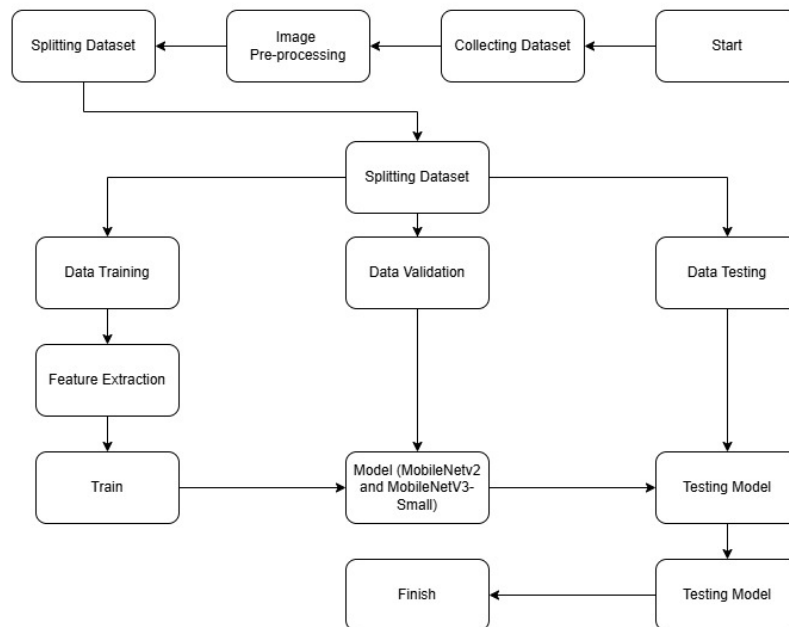 Splitting Dataset
Image
Pre-processing
Collecting Dataset
Start
Splitting Dataset
Data Training
Data Validation
Data Testing
Feature Extraction
Train
Model (MobileNetv2
and MobileNetV3-
Small)
Testing Model
Finish
Testing Model